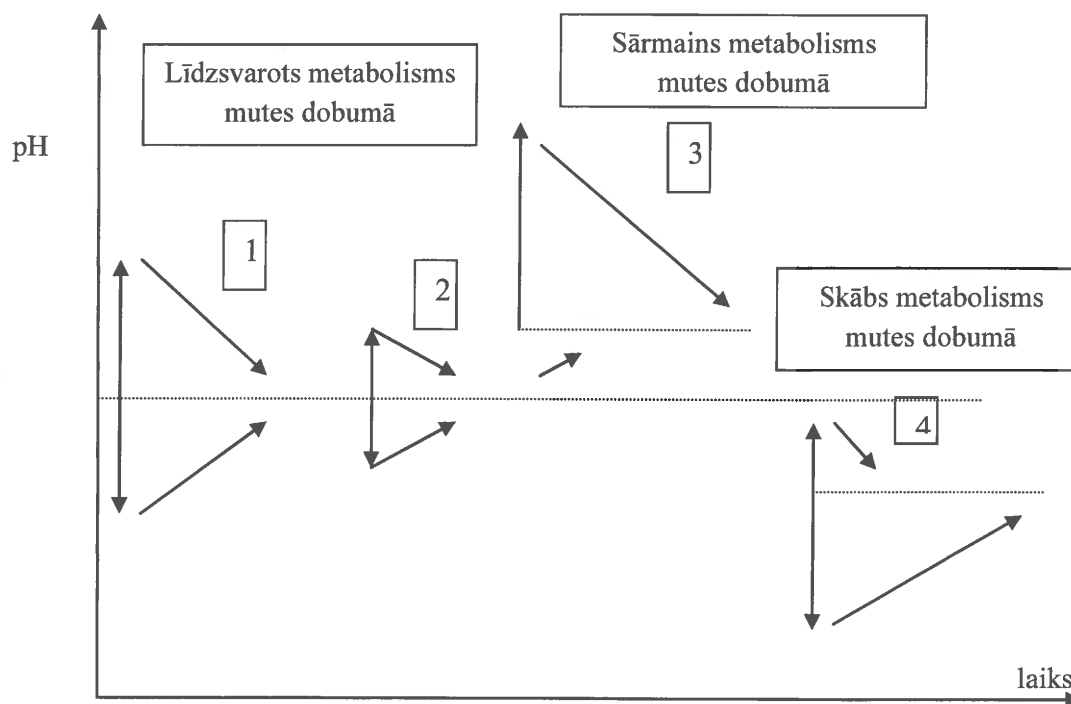 Līdzsvarots metabolisms
mutes dobumā
Sārmains metabolisms
mutes dobumā
pH
3
1
2
Skābs metabolisms
mutes dobumā
4
laiks